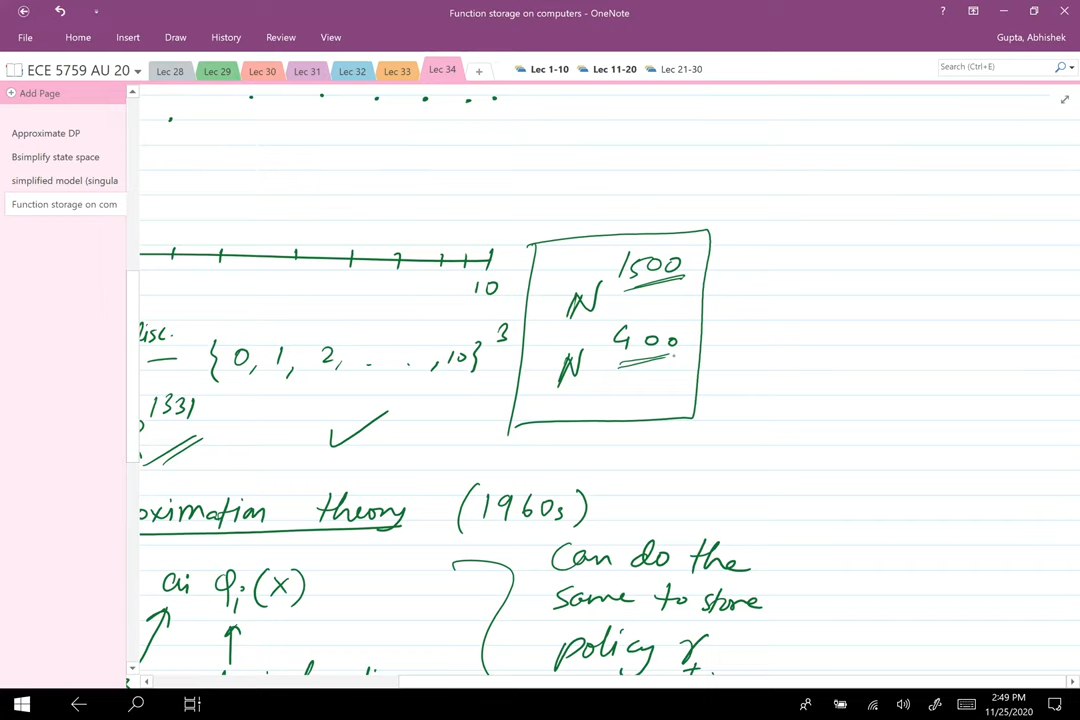 Function storage on computers - OneNote
?
File Home Insert Draw History Review View
Gupta, Abhishek
ECE 5759 AU 20
Lec 28 Lec 29 Lec 30 Lec 31 Lec 32 Lec 33 Lec 34 + Lec 1-10 Lec 11-20 Lec 21-30
Search (Ctrl+E)
Add Page
Approximate DP
Bsimplify state space
simplified model (singula
Function storage on com
10
N 1500
N 400
disc. {0, 1, 2, . . . , 10}³
1331
oximation theory (1960s)
ai φi (x)
Can do the
same to store
policy γt
2:49 PM
11/25/2020